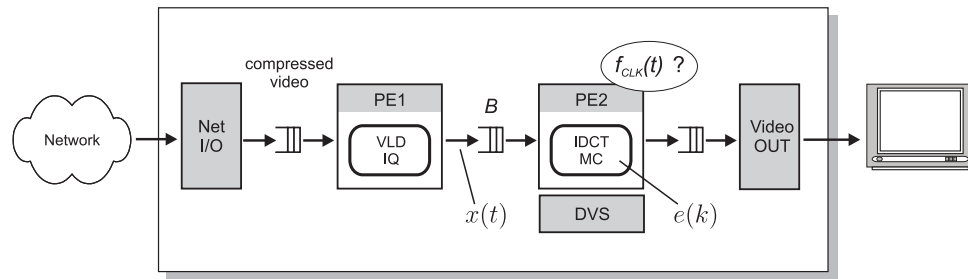 Network
Net
I/O
compressed
video
PE1
VLD
IQ
x(t)
B
f_CLK(t) ?
PE2
IDCT
MC
DVS
e(k)
Video
OUT